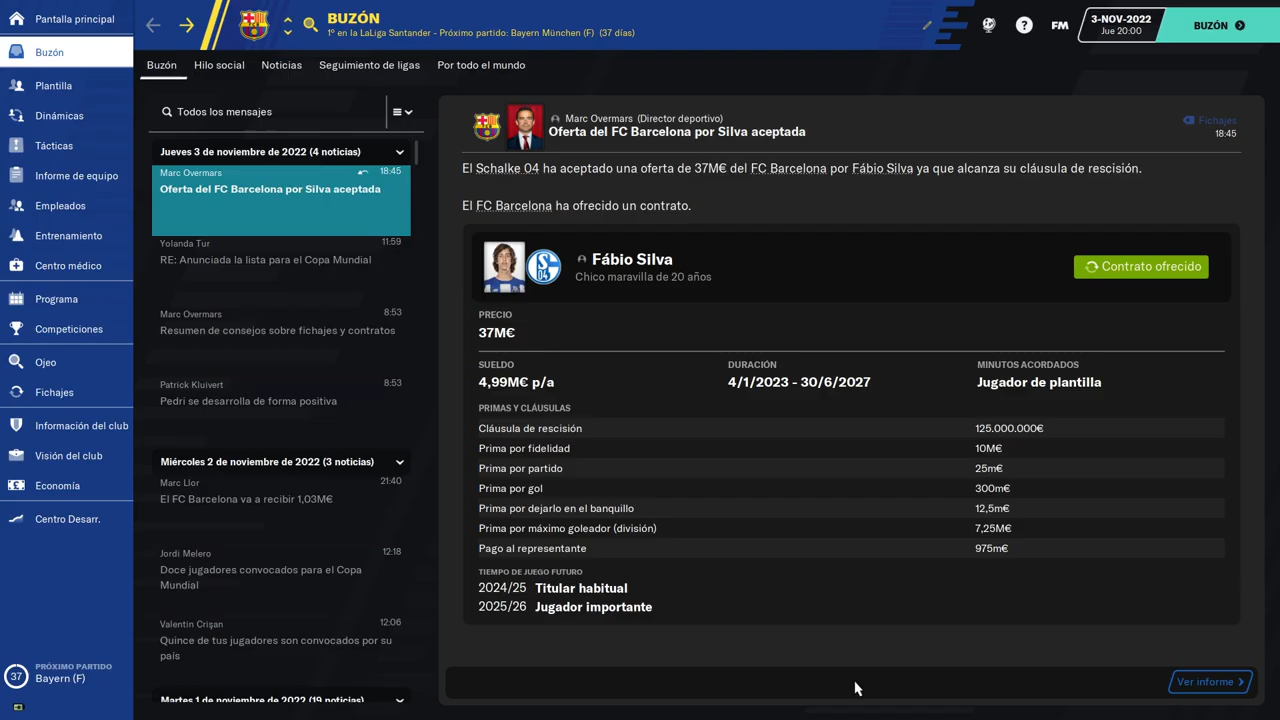 Pantalla principal
Buzón
Plantilla
Dinámicas
Tácticas
Informe de equipo
Empleados
Entrenamiento
Centro médico
Programa
Competiciones
Ojeo
Fichajes
Información del club
Visión del club
Economía
Centro Desarr.
37
PRÓXIMO PARTIDO
Bayern (F)
BUZÓN
1º en la LaLiga Santander - Próximo partido: Bayern München (F) (37 días)
FM
3-NOV-2022
Jue 20:00
BUZÓN
Buzón Hilo social Noticias Seguimiento de ligas Por todo el mundo
Todos los mensajes
Jueves 3 de noviembre de 2022 (4 noticias)
Marc Overmars 18:45
Oferta del FC Barcelona por Silva aceptada
Yolanda Tur 11:59
RE: Anunciada la lista para el Copa Mundial
Marc Overmars 8:53
Resumen de consejos sobre fichajes y contratos
Patrick Kluivert 8:53
Pedri se desarrolla de forma positiva
Miércoles 2 de noviembre de 2022 (3 noticias)
Marc Llor 21:40
El FC Barcelona va a recibir 1,03M€
Jordi Melero 12:18
Doce jugadores convocados para el Copa
Mundial
Valentin Crişan 12:06
Quince de tus jugadores son convocados por su
país
Martes 1 de noviembre de 2022 (19 noticias)
Marc Overmars (Director deportivo)
Oferta del FC Barcelona por Silva aceptada
Fichajes
18:45
El Schalke 04 ha aceptado una oferta de 37M€ del FC Barcelona por Fábio Silva ya que alcanza su cláusula de rescisión.
El FC Barcelona ha ofrecido un contrato.
Fábio Silva
Chico maravilla de 20 años
Contrato ofrecido
PRECIO
37M€
SUELDO DURACIÓN MINUTOS ACORDADOS
4,99M€ p/a 4/1/2023 - 30/6/2027 Jugador de plantilla
PRIMAS Y CLÁUSULAS
Cláusula de rescisión 125.000.000€
Prima por fidelidad 10M€
Prima por partido 25m€
Prima por gol 300m€
Prima por dejarlo en el banquillo 12,5m€
Prima por máximo goleador (división) 7,25M€
Pago al representante 975m€
TIEMPO DE JUEGO FUTURO
2024/25 Titular habitual
2025/26 Jugador importante
Ver informe